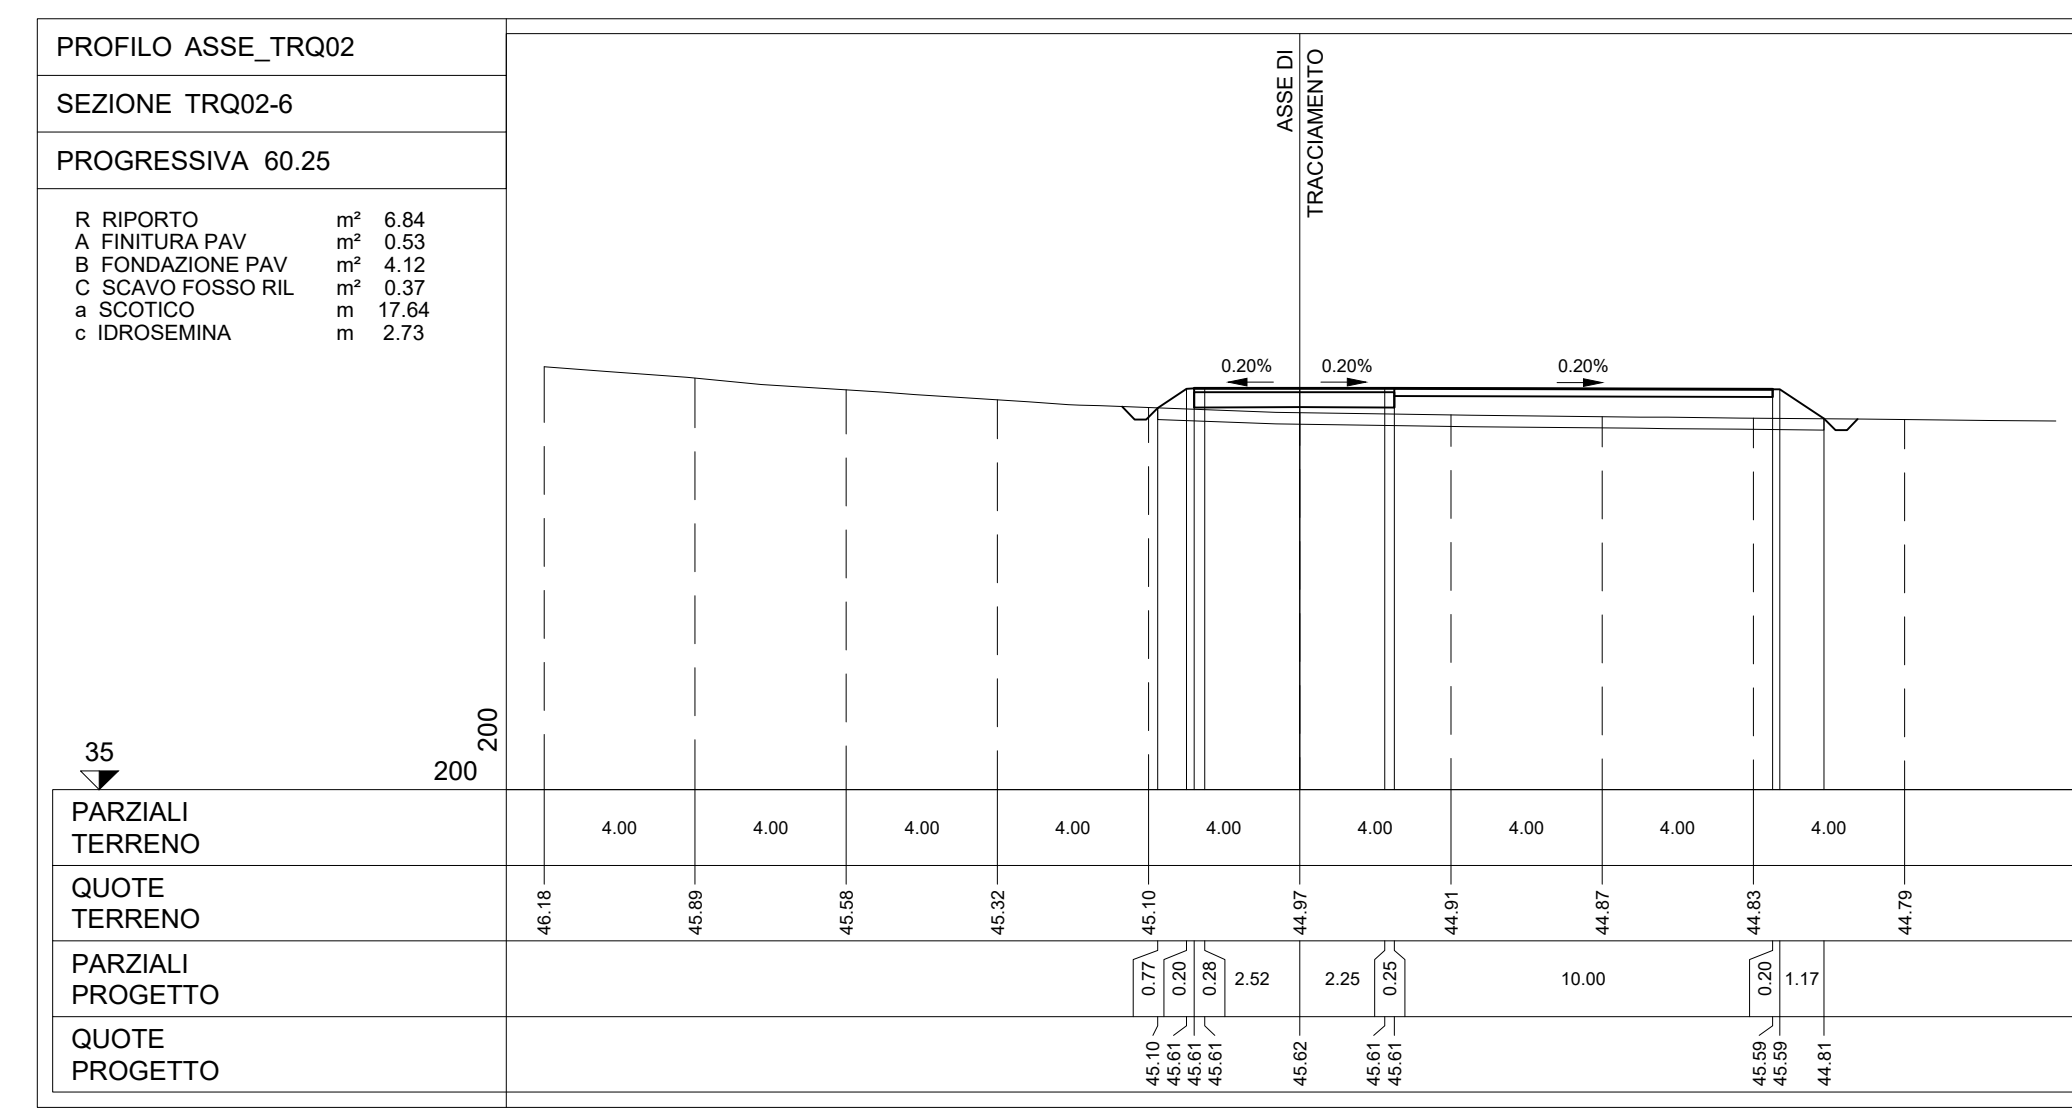 PROFILO ASSE_TRQ02
SEZIONE TRQ02-6
PROGRESSIVA 60.25
R RIPORTO m² 6.84
A FINITURA PAV m² 0.53
B FONDAZIONE PAV m² 4.12
C SCAVO FOSSO RIL m² 0.37
a SCOTICO m 17.64
c IDROSEMINA m 2.73
ASSE DI
TRACCIAMENTO
0.20% 0.20% 0.20%
35
200
200
PARZIALI
TERRENO
4.00 4.00 4.00 4.00 4.00 4.00 4.00 4.00 4.00
QUOTE
TERRENO
46.18 45.89 45.58 45.32 45.10 44.97 44.91 44.87 44.83 44.79
PARZIALI
PROGETTO
0.77 0.20 0.28 2.52 2.25 0.25 10.00 0.20 1.17
QUOTE
PROGETTO
45.10 45.61 45.61 45.61 45.62 45.61 45.61 45.59 45.59 44.81